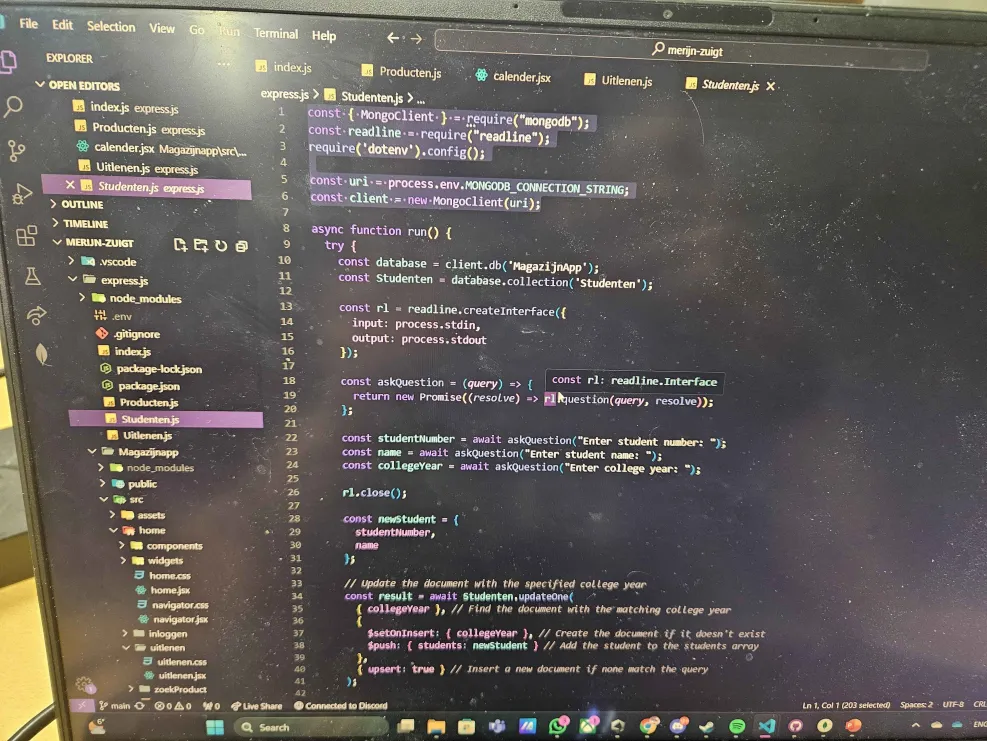 File Edit Selection View Go Run Terminal Help
merijn-zuigt
EXPLORER
OPEN EDITORS
index.js express.js
Producten.js express.js
calender.jsx Magazijnapp\src\...
Uitlenen.js express.js
Studenten.js express.js
OUTLINE
TIMELINE
MERIJN-ZUIGT
.vscode
express.js
node_modules
.env
.gitignore
index.js
package-lock.json
package.json
Producten.js
Studenten.js
Uitlenen.js
Magazijnapp
node_modules
public
src
assets
home
components
widgets
home.css
home.jsx
navigator.css
navigator.jsx
inloggen
uitlenen
uitlenen.css
uitlenen.jsx
zoekProduct
index.js Producten.js calender.jsx Uitlenen.js Studenten.js
express.js > Studenten.js > ...
1 const { MongoClient } = require("mongodb");
2 const readline = require("readline");
3 require('dotenv').config();
4
5 const uri = process.env.MONGODB_CONNECTION_STRING;
6 const client = new MongoClient(uri);
7
8 async function run() {
9 try {
10 const database = client.db('MagazijnApp');
11 const Studenten = database.collection('Studenten');
12
13 const rl = readline.createInterface({
14 input: process.stdin,
15 output: process.stdout
16 });
17
18 const askQuestion = (query) => {
const rl: readline.Interface
19 return new Promise((resolve) => rl.question(query, resolve));
20 };
21
22 const studentNumber = await askQuestion("Enter student number: ");
23 const name = await askQuestion("Enter student name: ");
24 const collegeYear = await askQuestion("Enter college year: ");
25
26 rl.close();
27
28 const newStudent = {
29 studentNumber,
30 name
31 };
32
33 // Update the document with the specified college year
34 const result = await Studenten.updateOne(
35 { collegeYear }, // Find the document with the matching college year
36 {
37 $setOnInsert: { collegeYear }, // Create the document if it doesn't exist
38 $push: { students: newStudent } // Add the student to the students array
39 },
40 { upsert: true } // Insert a new document if none match the query
41 );
42
main 0 0 0 Live Share Connected to Discord
Ln 1, Col 1 (203 selected) Spaces: 2 UTF-8 CRL
6°
Search
ENG